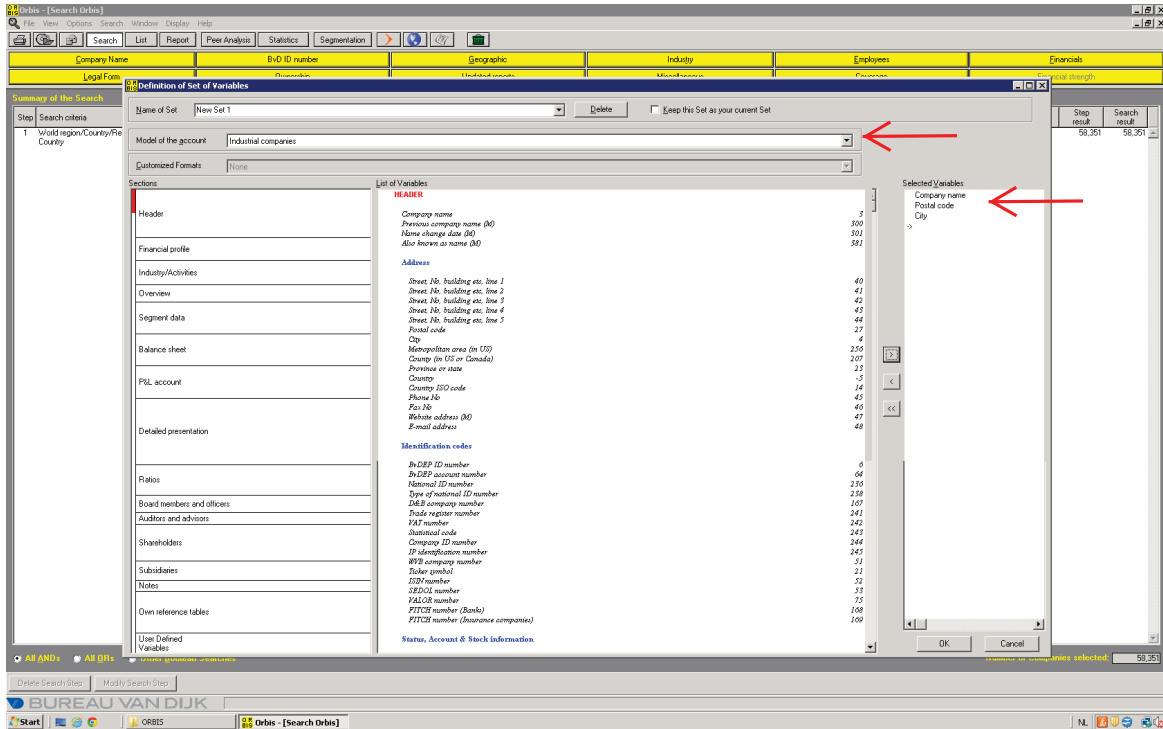 Orbis - [Search Orbis]
File View Options Search Window Display Help
Search List Report Peer Analysis Statistics Segmentation
Company Name BvD ID number Geographic Industry Employees Financials
Legal Form Ownership Updated reports Miscellaneous Coverage Financial strength
Definition of Set of Variables
Summary of the Search
Step Search criteria Step result Search result
1 World region/Country/Re Country 58,351 58,351
Name of Set New Set 1 Delete Keep this Set as your current Set
Model of the account Industrial companies
Customized Formats None
Sections
Header
Financial profile
Industry/Activities
Overview
Segment data
Balance sheet
P&L account
Detailed presentation
Ratios
Board members and officers
Auditors and advisors
Shareholders
Subsidiaries
Notes
Own reference tables
User Defined Variables
List of Variables
HEADER
Company name 3
Previous company name (M) 300
Name change date (M) 301
Also known as name (M) 381
Address
Street, No, building etc, line 1 40
Street, No, building etc, line 2 41
Street, No, building etc, line 3 42
Street, No, building etc, line 4 43
Street, No, building etc, line 5 44
Postal code 27
City 4
Metropolitan area (in US) 256
County (in US or Canada) 207
Province or state 23
Country -5
Country ISO code 14
Phone No 45
Fax No 46
Website address (M) 47
E-mail address 48
Identification codes
BvDEP ID number 6
BvDEP account number 64
National ID number 236
Type of national ID number 238
D&B company number 167
Trade register number 241
VAT number 242
Statistical code 243
Company ID number 244
IP identification number 245
WVB company number 51
Ticker symbol 21
ISIN number 52
SEDOL number 53
VALOR number 75
FITCH number (Banks) 168
FITCH number (Insurance companies) 169
Status, Account & Stock information
Selected Variables
Company name
Postal code
City
->
>
<
<<
OK Cancel
All ANDs All ORs Other Boolean Searches Number of Companies selected: 58,351
Delete Search Step Modify Search Step
BUREAU VAN DIJK
Start ORBIS Orbis - [Search Orbis] NL